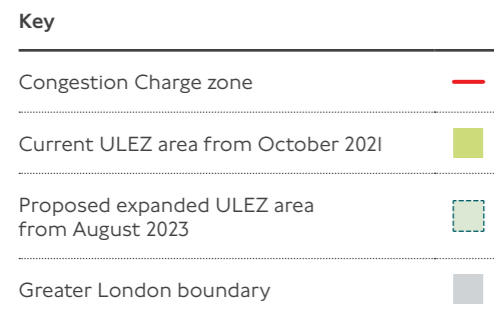 Key
Congestion Charge zone
Current ULEZ area from October 2021
Proposed expanded ULEZ area
from August 2023
Greater London boundary